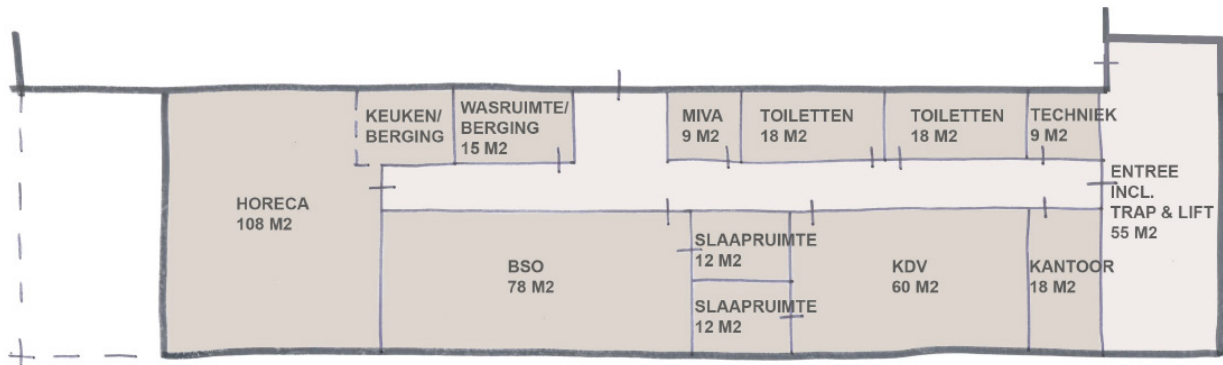 KEUKEN/
BERGING
WASRUIMTE/
BERGING
15 M2
MIVA
9 M2
TOILETTEN
18 M2
TOILETTEN
18 M2
TECHNIEK
9 M2
ENTREE
INCL.
TRAP & LIFT
55 M2
HORECA
108 M2
BSO
78 M2
SLAAPRUIMTE
12 M2
SLAAPRUIMTE
12 M2
KDV
60 M2
KANTOOR
18 M2